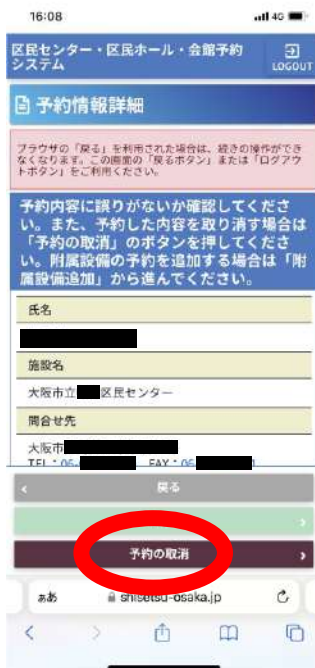 16:08
4G
区民センター・区民ホール・会館予約
システム
LOGOUT
予約情報詳細
ブラウザの「戻る」を利用された場合は、続きの操作ができ
なくなります。この画面の「戻るボタン」または「ログアウ
トボタン」をご利用ください。
予約内容に誤りがないか確認してくださ
い。また、予約した内容を取り消す場合は
「予約の取消」のボタンを押してくださ
い。附属設備の予約を追加する場合は「附
属設備追加」から進んでください。
氏名
施設名
大阪市立 区民センター
問合せ先
大阪市
TEL:06- FAX:06
戻る
予約の取消
ぁあ shisetsu-osaka.jp